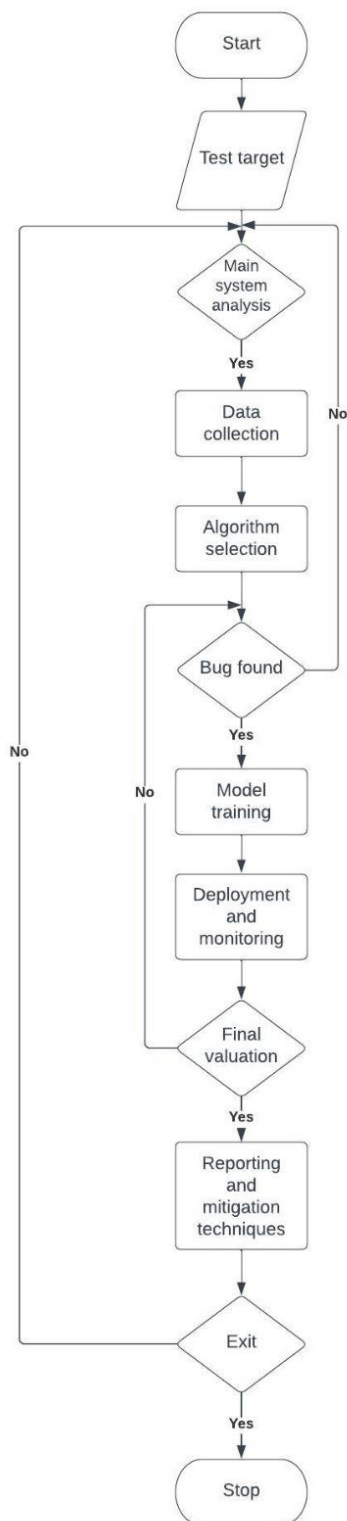 Start
Test target
Main
system
analysis
Yes
Data
collection
No
Algorithm
selection
Bug found
Yes
No
No
Model
training
Deployment
and
monitoring
Final
valuation
Yes
Reporting
and
mitigation
techniques
Exit
Yes
Stop